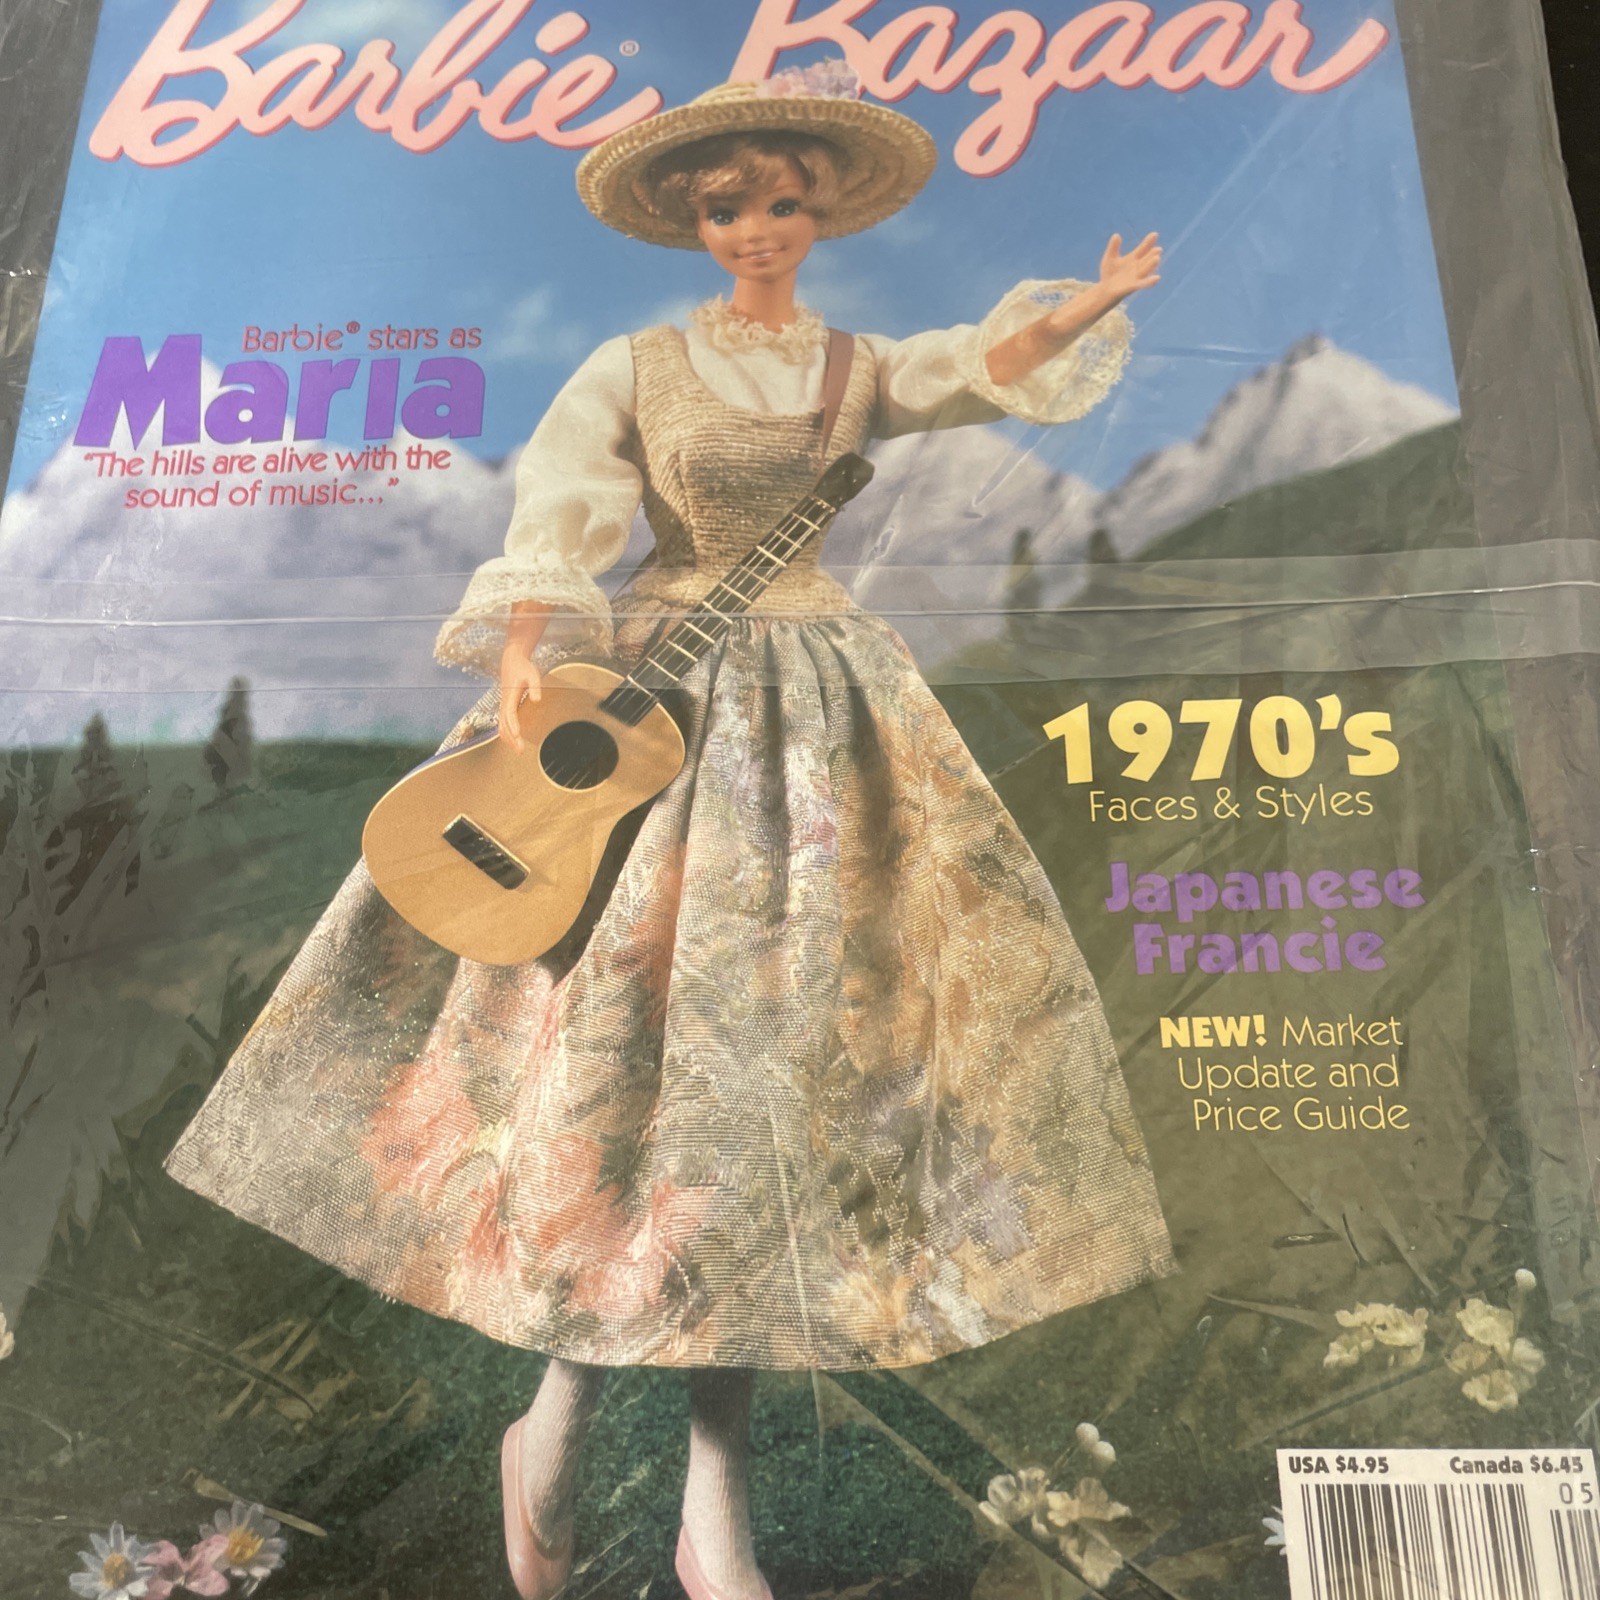 Barbie® Bazaar
Barbie® stars as
Maria
"The hills are alive with the
sound of music..."
1970's
Faces & Styles
Japanese
Francie
NEW! Market
Update and
Price Guide
USA $4.95 Canada $6.45
05